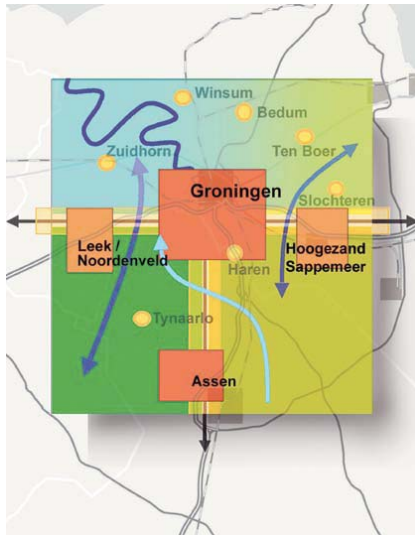 Winsum
Bedum
Ten Boer
Zuidhorn
Groningen
Slochteren
Leek /
Noordenveld
Haren
Hoogezand
Sappemeer
Tynaarlo
Assen